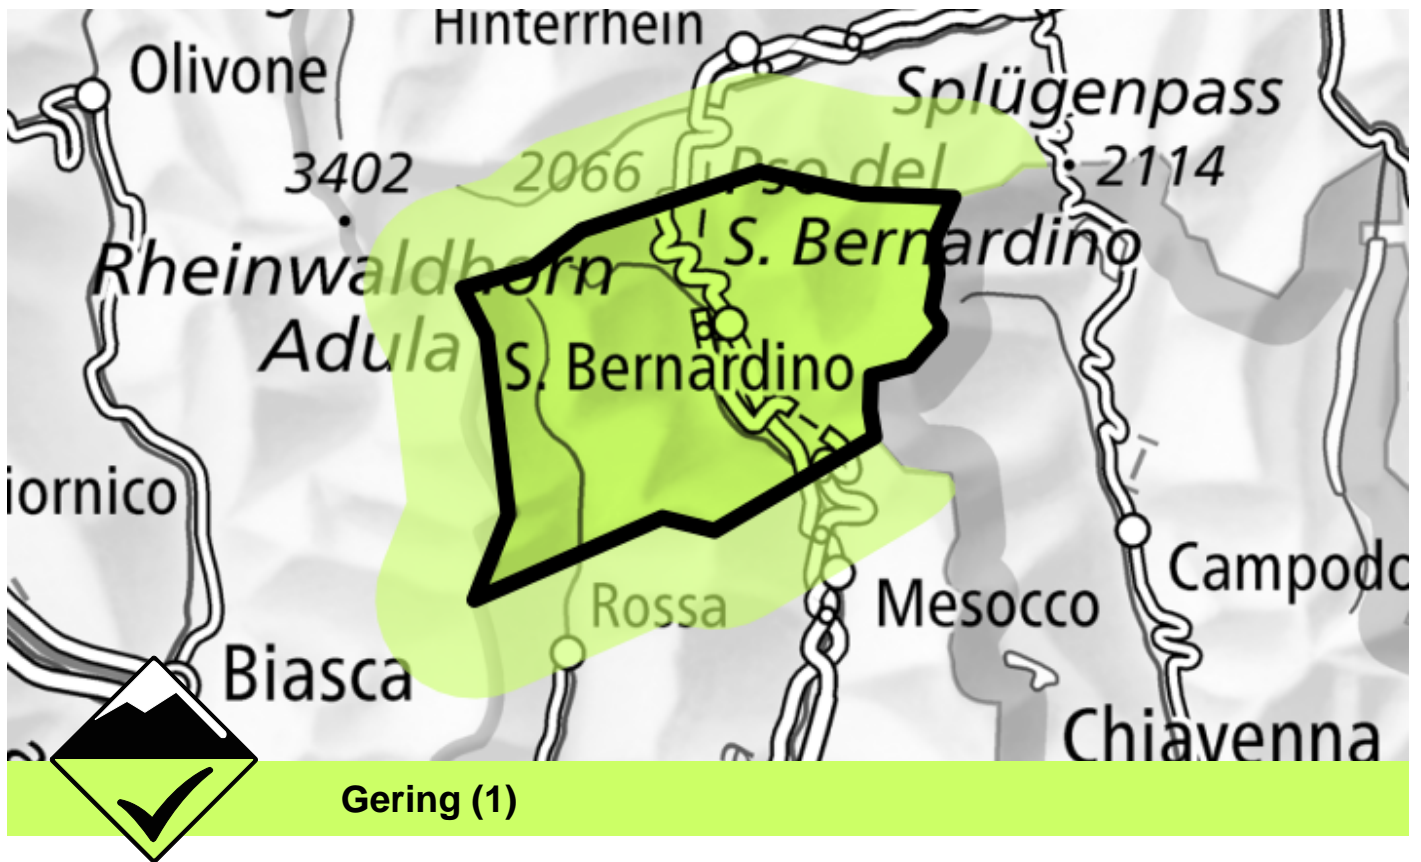 Hinterrhein
Olivone
Splügenpass
3402
2066
Pso del
2114
S. Bernardino
Rheinwaldhorn
Adula
S. Bernardino
iornico
Campodo
Rossa
Mesocco
Biasca
Chiavenna
Gering (1)